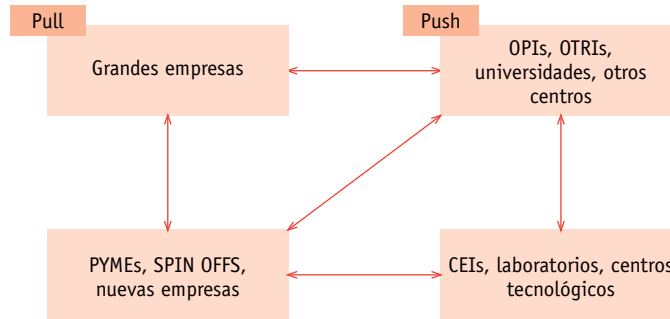 Pull
Push
Grandes empresas
OPIs, OTRIs,
universidades, otros
centros
PYMEs, SPIN OFFS,
nuevas empresas
CEIs, laboratorios, centros
tecnológicos